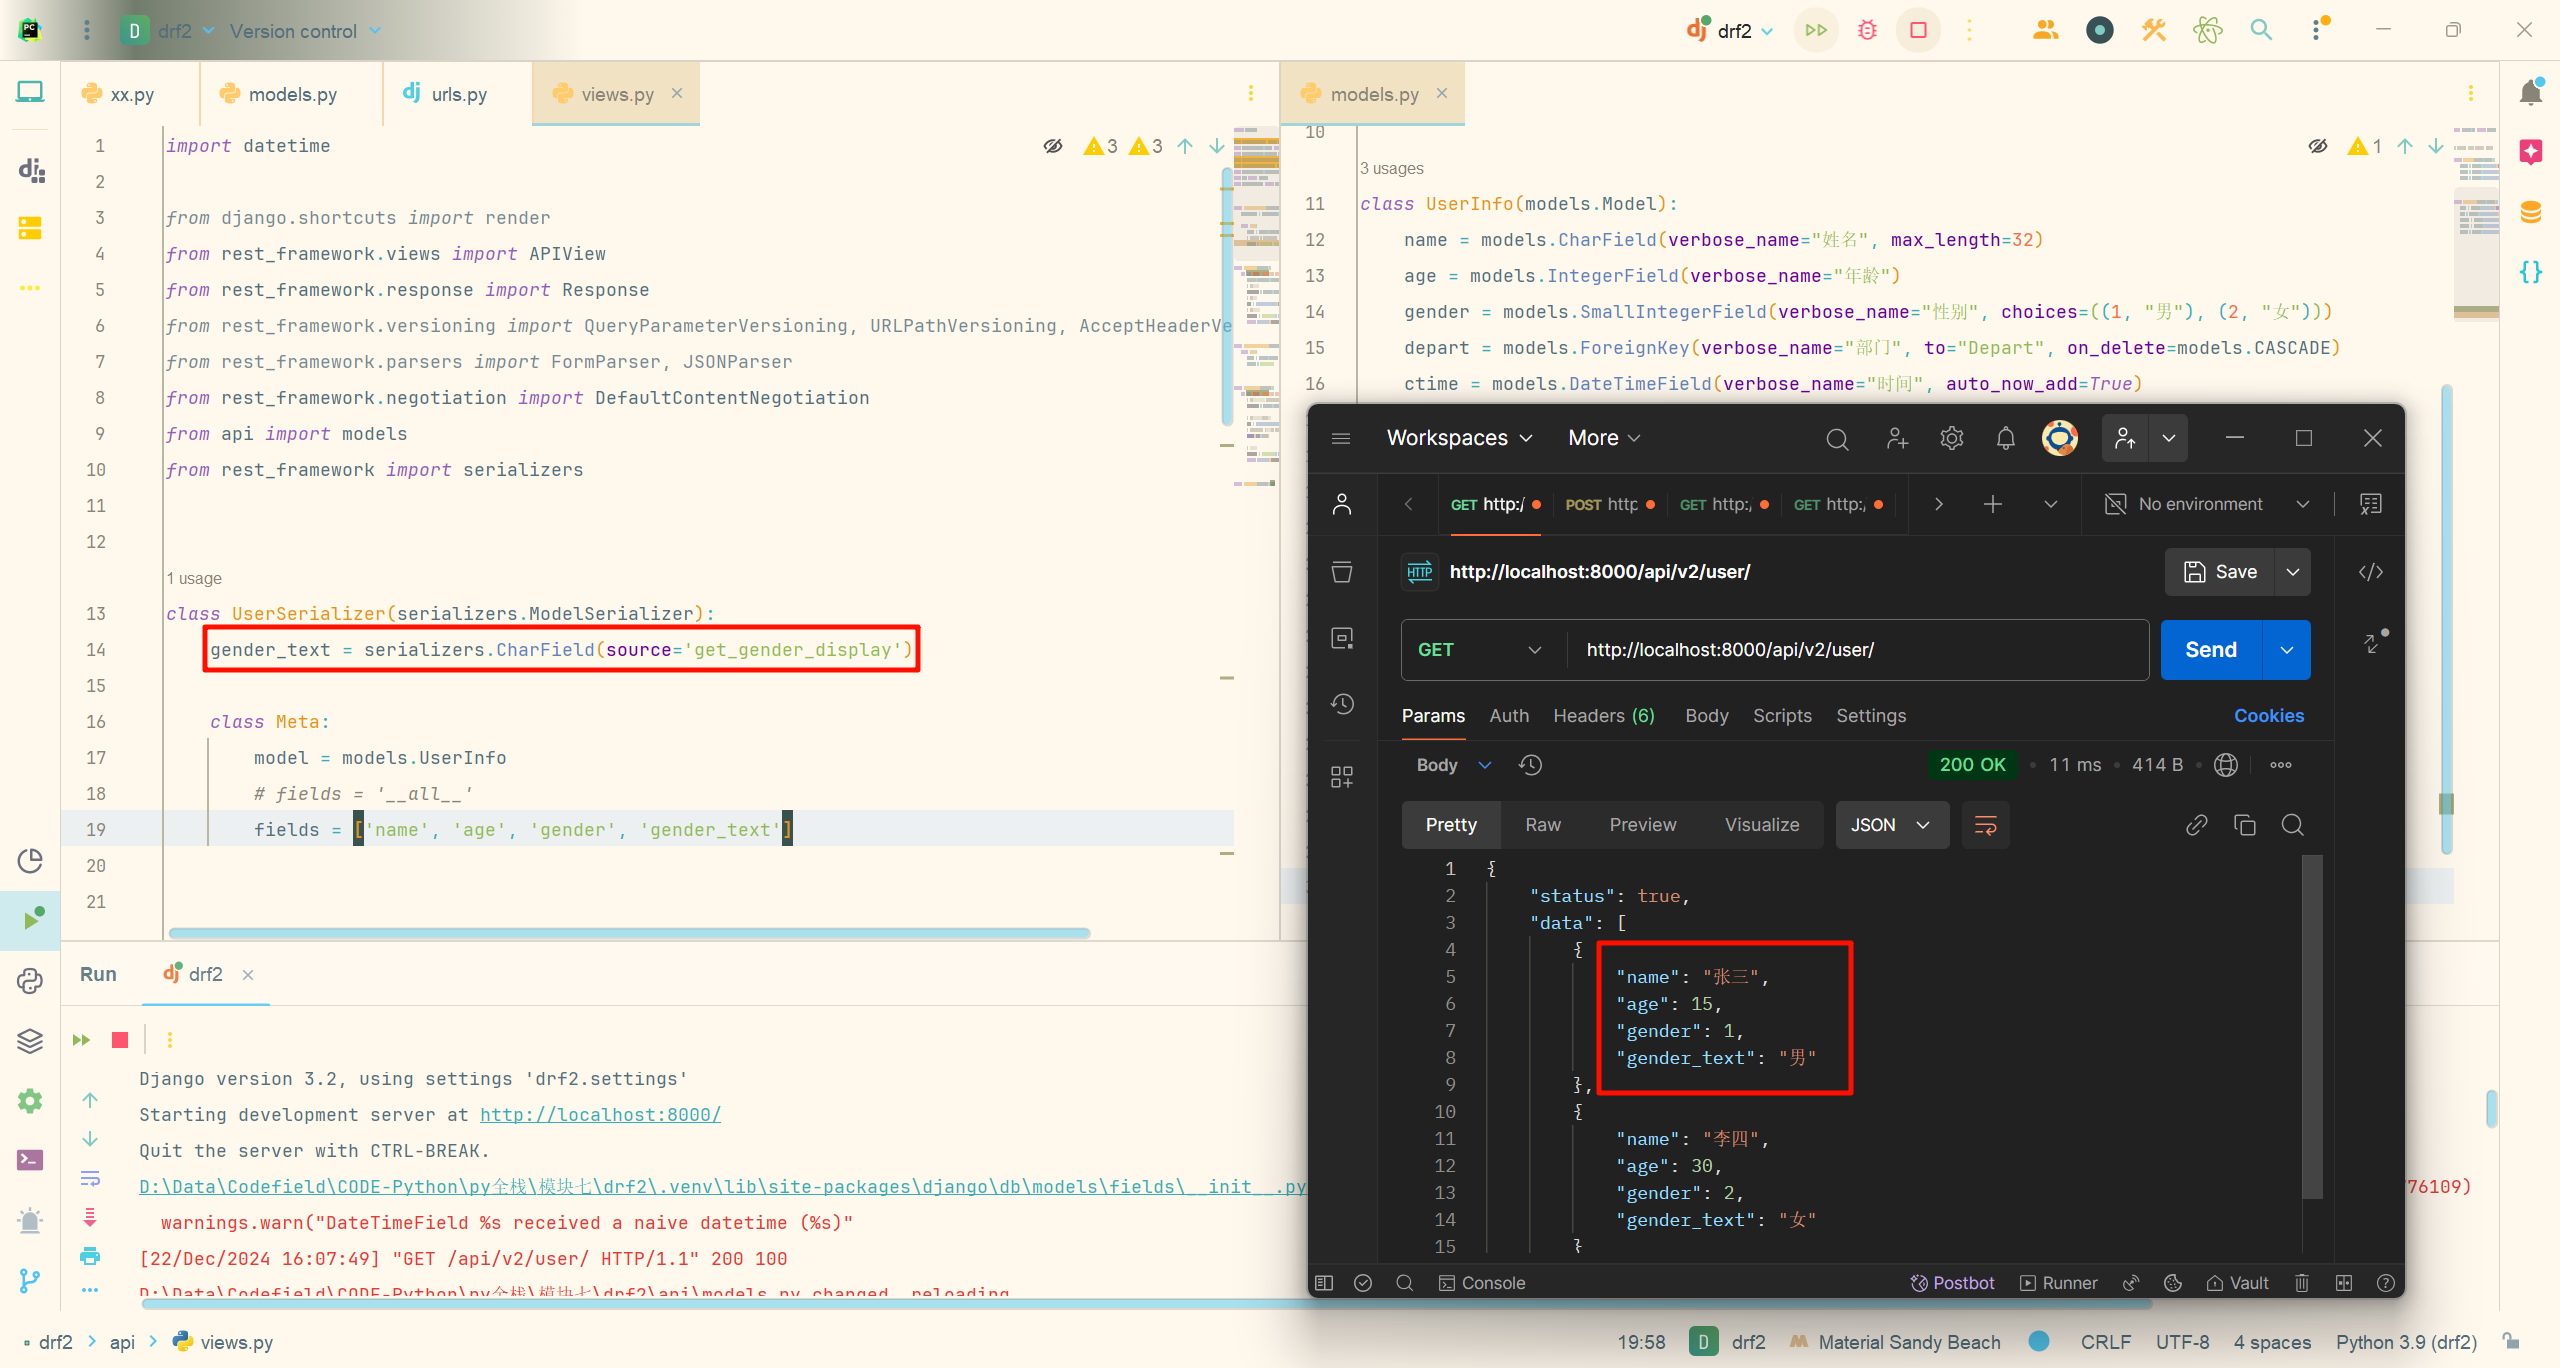 D drf2 Version control
drf2
xx.py models.py urls.py views.py
models.py
1 import datetime
2
3 from django.shortcuts import render
4 from rest_framework.views import APIView
5 from rest_framework.response import Response
6 from rest_framework.versioning import QueryParameterVersioning, URLPathVersioning, AcceptHeaderVe
7 from rest_framework.parsers import FormParser, JSONParser
8 from rest_framework.negotiation import DefaultContentNegotiation
9 from api import models
10 from rest_framework import serializers
11
12
1 usage
13 class UserSerializer(serializers.ModelSerializer):
14 gender_text = serializers.CharField(source='get_gender_display')
15
16 class Meta:
17 model = models.UserInfo
18 # fields = '__all__'
19 fields = ['name', 'age', 'gender', 'gender_text']
20
21
3 3
10
1
3 usages
11 class UserInfo(models.Model):
12 name = models.CharField(verbose_name="姓名", max_length=32)
13 age = models.IntegerField(verbose_name="年龄")
14 gender = models.SmallIntegerField(verbose_name="性别", choices=((1, "男"), (2, "女")))
15 depart = models.ForeignKey(verbose_name="部门", to="Depart", on_delete=models.CASCADE)
16 ctime = models.DateTimeField(verbose_name="时间", auto_now_add=True)
Workspaces More
GET http:/ POST http GET http:/ GET http:/ No environment
HTTP http://localhost:8000/api/v2/user/ Save
GET http://localhost:8000/api/v2/user/ Send
Params Auth Headers (6) Body Scripts Settings Cookies
Body 200 OK 11 ms 414 B
Pretty Raw Preview Visualize JSON
1 {
2 "status": true,
3 "data": [
4 {
5 "name": "张三",
6 "age": 15,
7 "gender": 1,
8 "gender_text": "男"
9 },
10 {
11 "name": "李四",
12 "age": 30,
13 "gender": 2,
14 "gender_text": "女"
15 }
Console Postbot Runner Vault
Run drf2
Django version 3.2, using settings 'drf2.settings'
Starting development server at http://localhost:8000/
Quit the server with CTRL-BREAK.
D:\Data\Codefield\CODE-Python\py全栈\模块七\drf2\.venv\lib\site-packages\django\db\models\fields\__init__.py 76109)
warnings.warn("DateTimeField %s received a naive datetime (%s)"
[22/Dec/2024 16:07:49] "GET /api/v2/user/ HTTP/1.1" 200 100
D:\Data\Codefield\CODE-Python\py全栈\模块七\drf2\api\models.py changed, reloading
drf2 api views.py
19:58 D drf2 Material Sandy Beach CRLF UTF-8 4 spaces Python 3.9 (drf2)